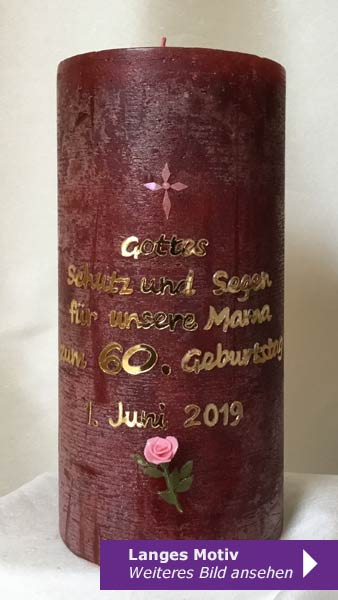 Gottes
Schutz und Segen
für unsere Mama
zum 60. Geburtstag
1. Juni 2019
Langes Motiv
Weiteres Bild ansehen